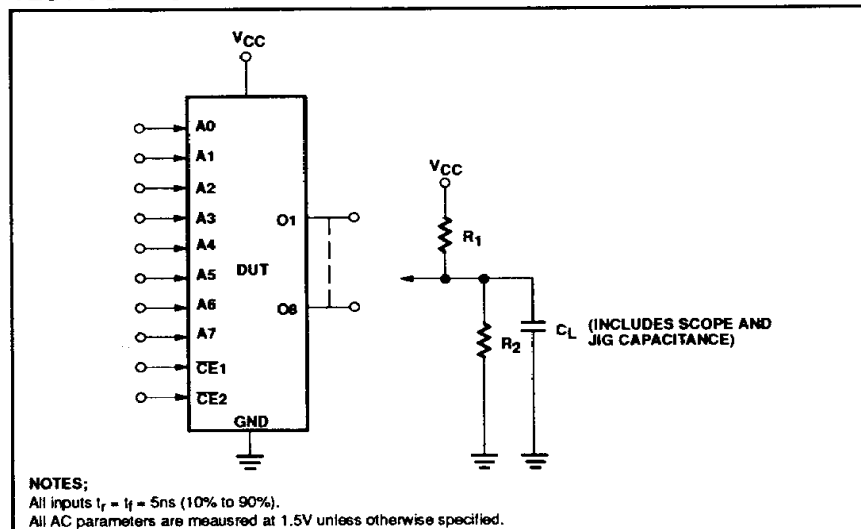 VCC
A0
A1
A2
A3
A4
A5
A6
A7
CE1
CE2
DUT
O1
O8
GND
VCC
R1
R2
CL (INCLUDES SCOPE AND
JIG CAPACITANCE)
NOTES;
All inputs tr = tf = 5ns (10% to 90%).
All AC parameters are meausred at 1.5V unless otherwise specified.